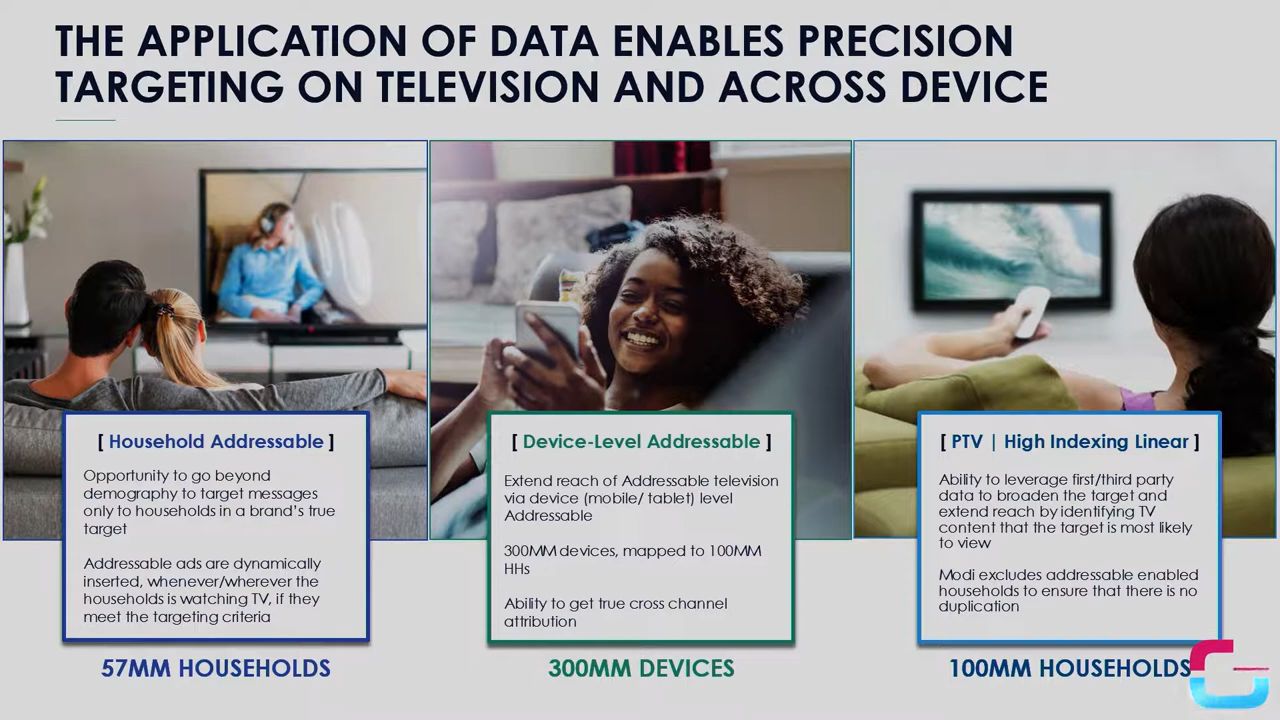 THE APPLICATION OF DATA ENABLES PRECISION
TARGETING ON TELEVISION AND ACROSS DEVICE
[ Household Addressable ]
Opportunity to go beyond
demography to target messages
only to households in a brand's true
target
Addressable ads are dynamically
inserted, whenever/wherever the
households is watching TV, if they
meet the targeting criteria
57MM HOUSEHOLDS
[ Device-Level Addressable ]
Extend reach of Addressable television
via device (mobile/ tablet) level
Addressable
300MM devices, mapped to 100MM
HHs
Ability to get true cross channel
attribution
300MM DEVICES
[ PTV | High Indexing Linear ]
Ability to leverage first/third party
data to broaden the target and
extend reach by identifying TV
content that the target is most likely
to view
Modi excludes addressable enabled
households to ensure that there is no
duplication
100MM HOUSEHOLDS